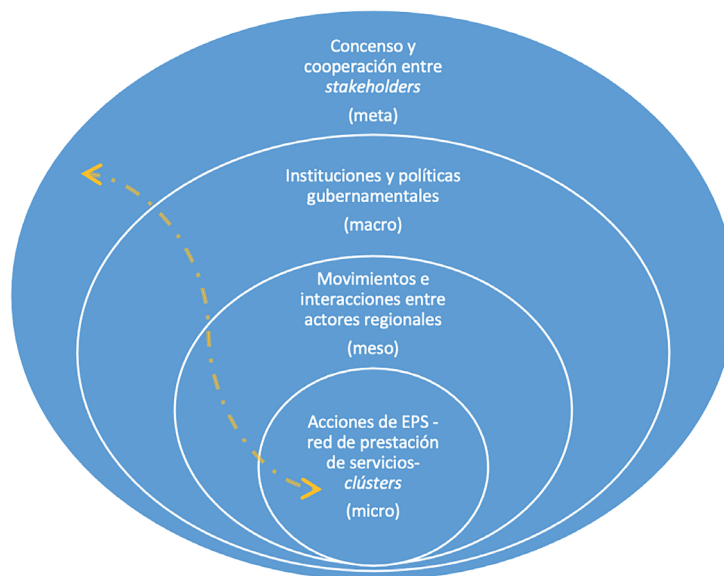 Concenso y
cooperación entre
stakeholders
(meta)
Instituciones y políticas
gubernamentales
(macro)
Movimientos e
interacciones entre
actores regionales
(meso)
Acciones de EPS -
red de prestación
de servicios-
clústers
(micro)